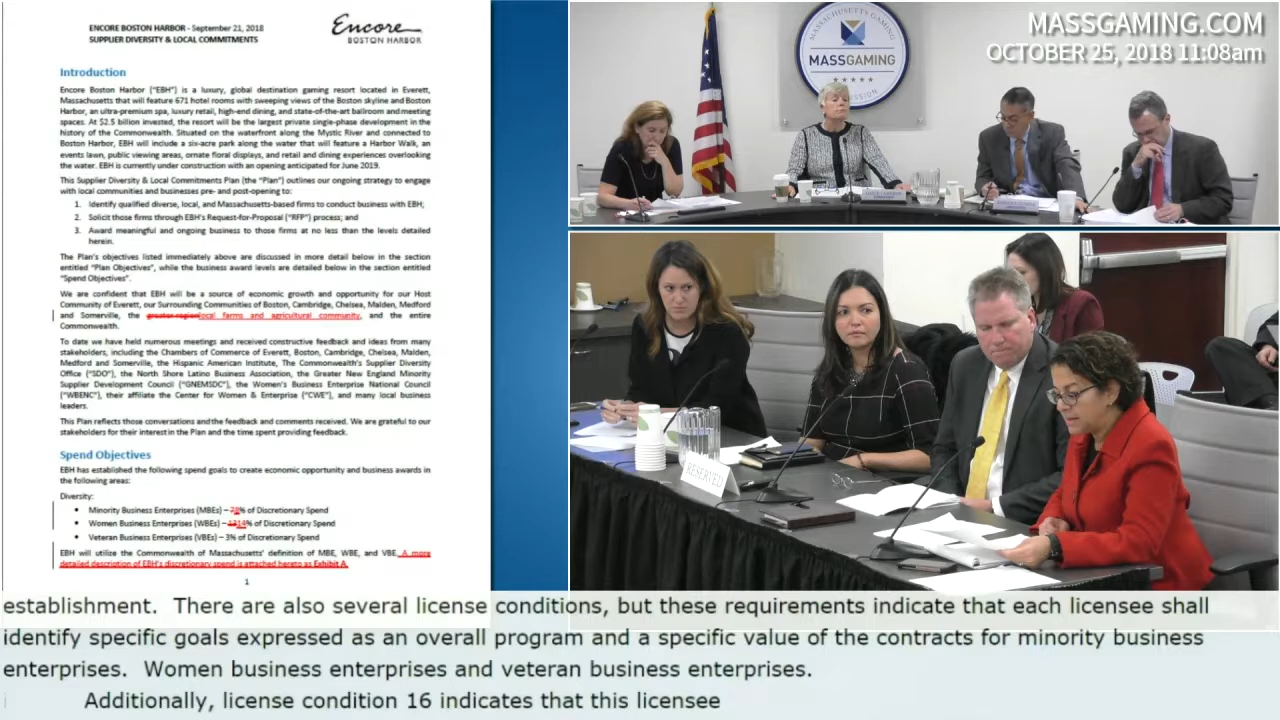 ENCORE BOSTON HARBOR - September 21, 2018
SUPPLIER DIVERSITY & LOCAL COMMITMENTS
Encore
BOSTON HARBOR
Introduction
Encore Boston Harbor ("EBH") is a luxury, global destination gaming resort located in Everett,
Massachusetts that will feature 671 hotel rooms with sweeping views of the Boston skyline and Boston
Harbor, an ultra-premium spa, luxury retail, high-end dining, and state-of-the-art ballroom and meeting
spaces. At $2.5 billion invested, the resort will be the largest private single-phase development in the
history of the Commonwealth. Situated on the waterfront along the Mystic River and connected to
Boston Harbor, EBH will include a six-acre park along the water that will feature a Harbor Walk, an
events lawn, public viewing areas, ornate floral displays, and retail and dining experiences overlooking
the water. EBH is currently under construction with an opening anticipated for June 2019.
This Supplier Diversity & Local Commitments Plan (the "Plan") outlines our ongoing strategy to engage
with local communities and businesses pre- and post-opening to:
1. Identify qualified diverse, local, and Massachusetts-based firms to conduct business with EBH;
2. Solicit those firms through EBH's Request-for-Proposal ("RFP") process; and
3. Award meaningful and ongoing business to those firms at no less than the levels detailed
herein.
The Plan's objectives listed immediately above are discussed in more detail below in the section
entitled "Plan Objectives", while the business award levels are detailed below in the section entitled
"Spend Objectives".
We are confident that EBH will be a source of economic growth and opportunity for our Host
Community of Everett, our Surrounding Communities of Boston, Cambridge, Chelsea, Malden, Medford
and Somerville, the greater region local farms and agricultural community, and the entire
Commonwealth.
To date we have held numerous meetings and received constructive feedback and ideas from many
stakeholders, including the Chambers of Commerce of Everett, Boston, Cambridge, Chelsea, Malden,
Medford and Somerville, the Hispanic American Institute, The Commonwealth's Supplier Diversity
Office ("SDO"), the North Shore Latino Business Association, the Greater New England Minority
Supplier Development Council ("GNEMSDC"), the Women's Business Enterprise National Council
("WBENC"), their affiliate the Center for Women & Enterprise ("CWE"), and many local business
leaders.
This Plan reflects those conversations and the feedback and comments received. We are grateful to our
stakeholders for their interest in the Plan and the time spent providing feedback.
Spend Objectives
EBH has established the following spend goals to create economic opportunity and business awards in
the following areas:
Diversity:
• Minority Business Enterprises (MBEs) – 78% of Discretionary Spend
• Women Business Enterprises (WBEs) – 1314% of Discretionary Spend
• Veteran Business Enterprises (VBEs) – 3% of Discretionary Spend
EBH will utilize the Commonwealth of Massachusetts' definition of MBE, WBE, and VBE. A more
detailed description of EBH's discretionary spend is attached hereto as Exhibit A.
1
MASSGAMING.COM
OCTOBER 25, 2018 11:08am
MASSACHUSETTS GAMING
MASSGAMING
RESERVED
establishment. There are also several license conditions, but these requirements indicate that each licensee shall
identify specific goals expressed as an overall program and a specific value of the contracts for minority business
enterprises. Women business enterprises and veteran business enterprises.
Additionally, license condition 16 indicates that this licensee